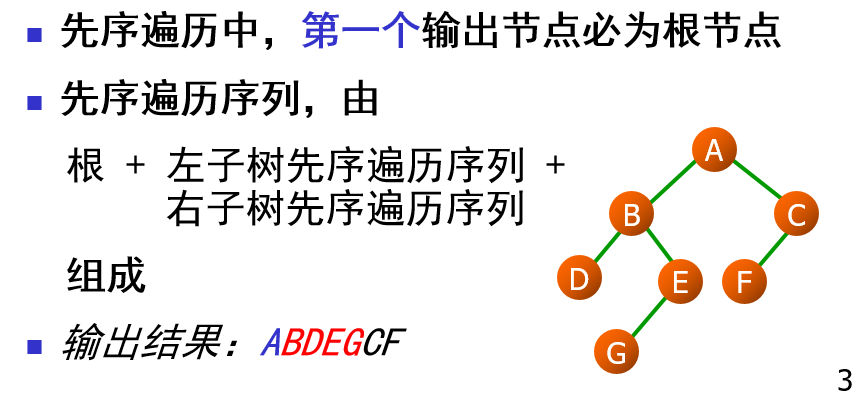 先序遍历中，第一个输出节点必为根节点
先序遍历序列，由
根 + 左子树先序遍历序列 +
右子树先序遍历序列
组成
输出结果：ABDEGCF
A
B
C
D
E
F
G
3